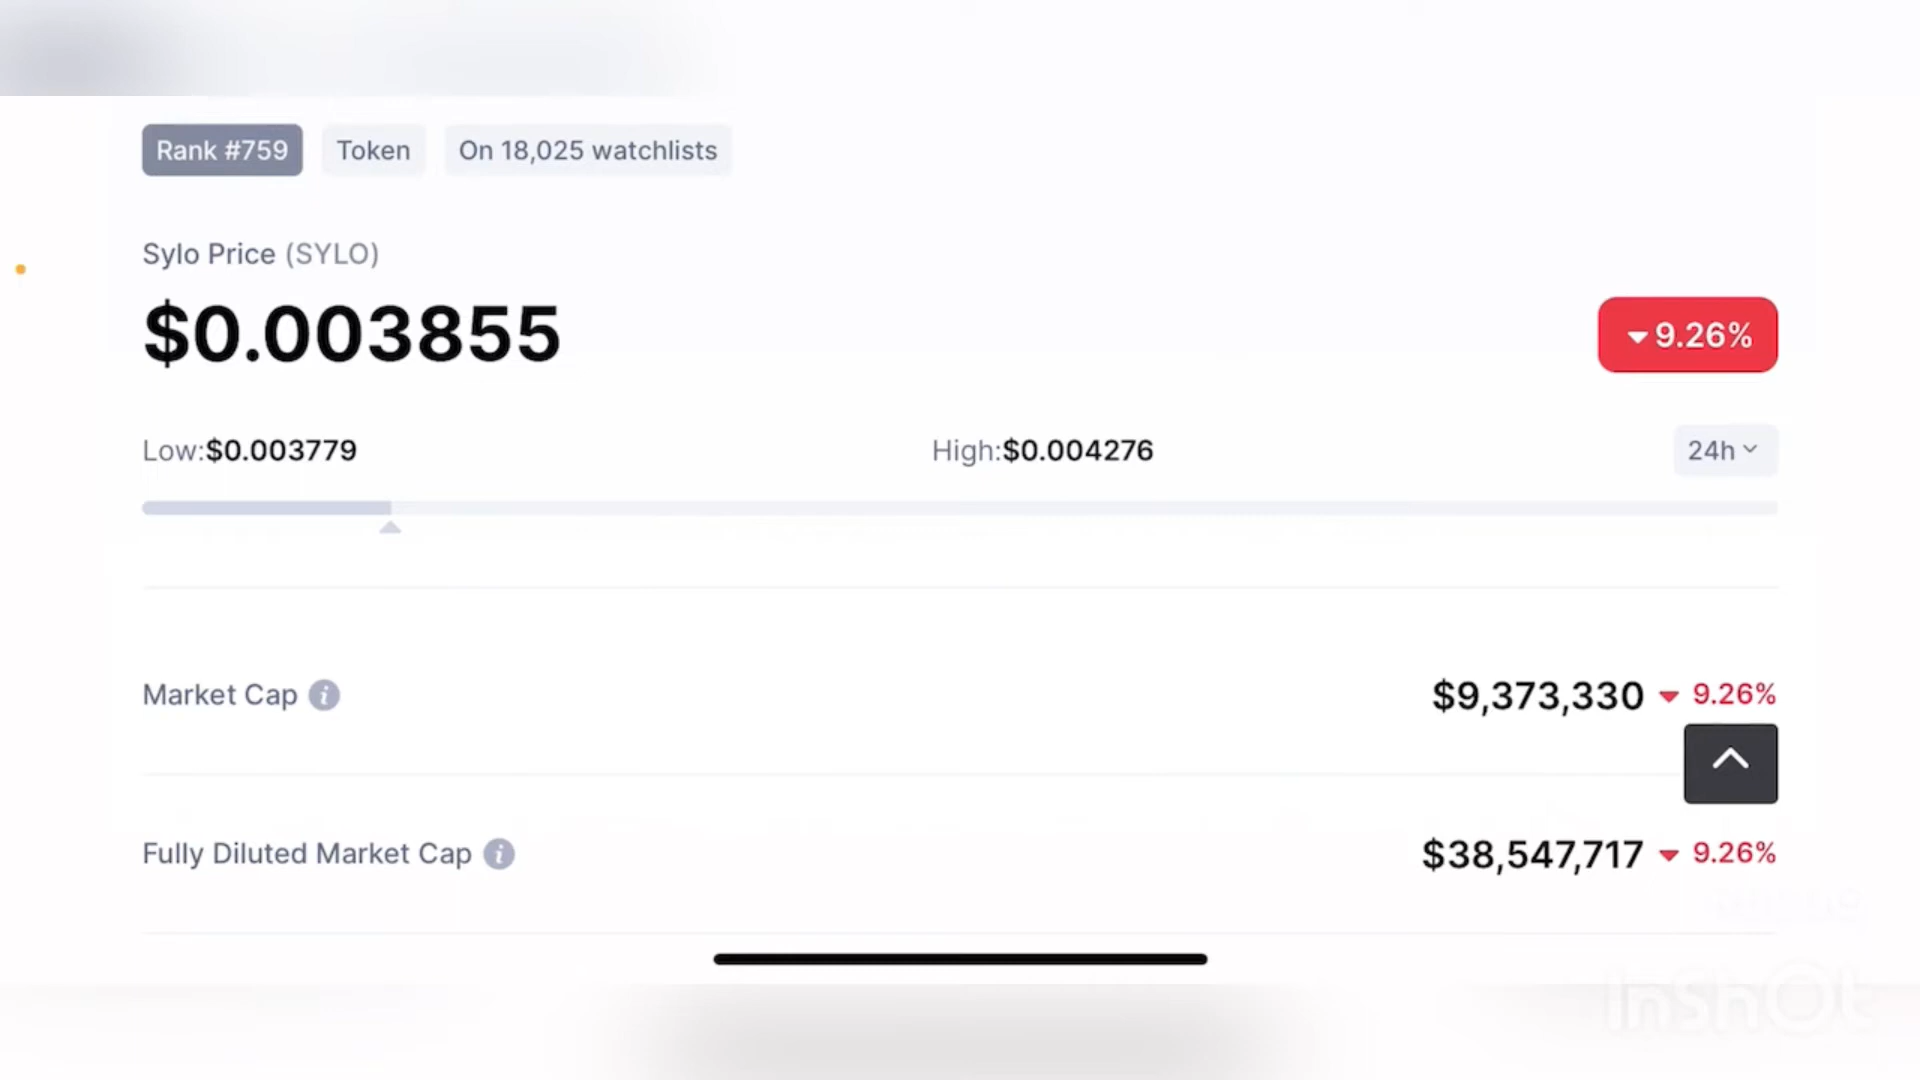 Rank #759 Token On 18,025 watchlists
Sylo Price (SYLO)
$0.003855
9.26%
Low:$0.003779 High:$0.004276 24h
Market Cap i $9,373,330 9.26%
Fully Diluted Market Cap i $38,547,717 9.26%
InShOt